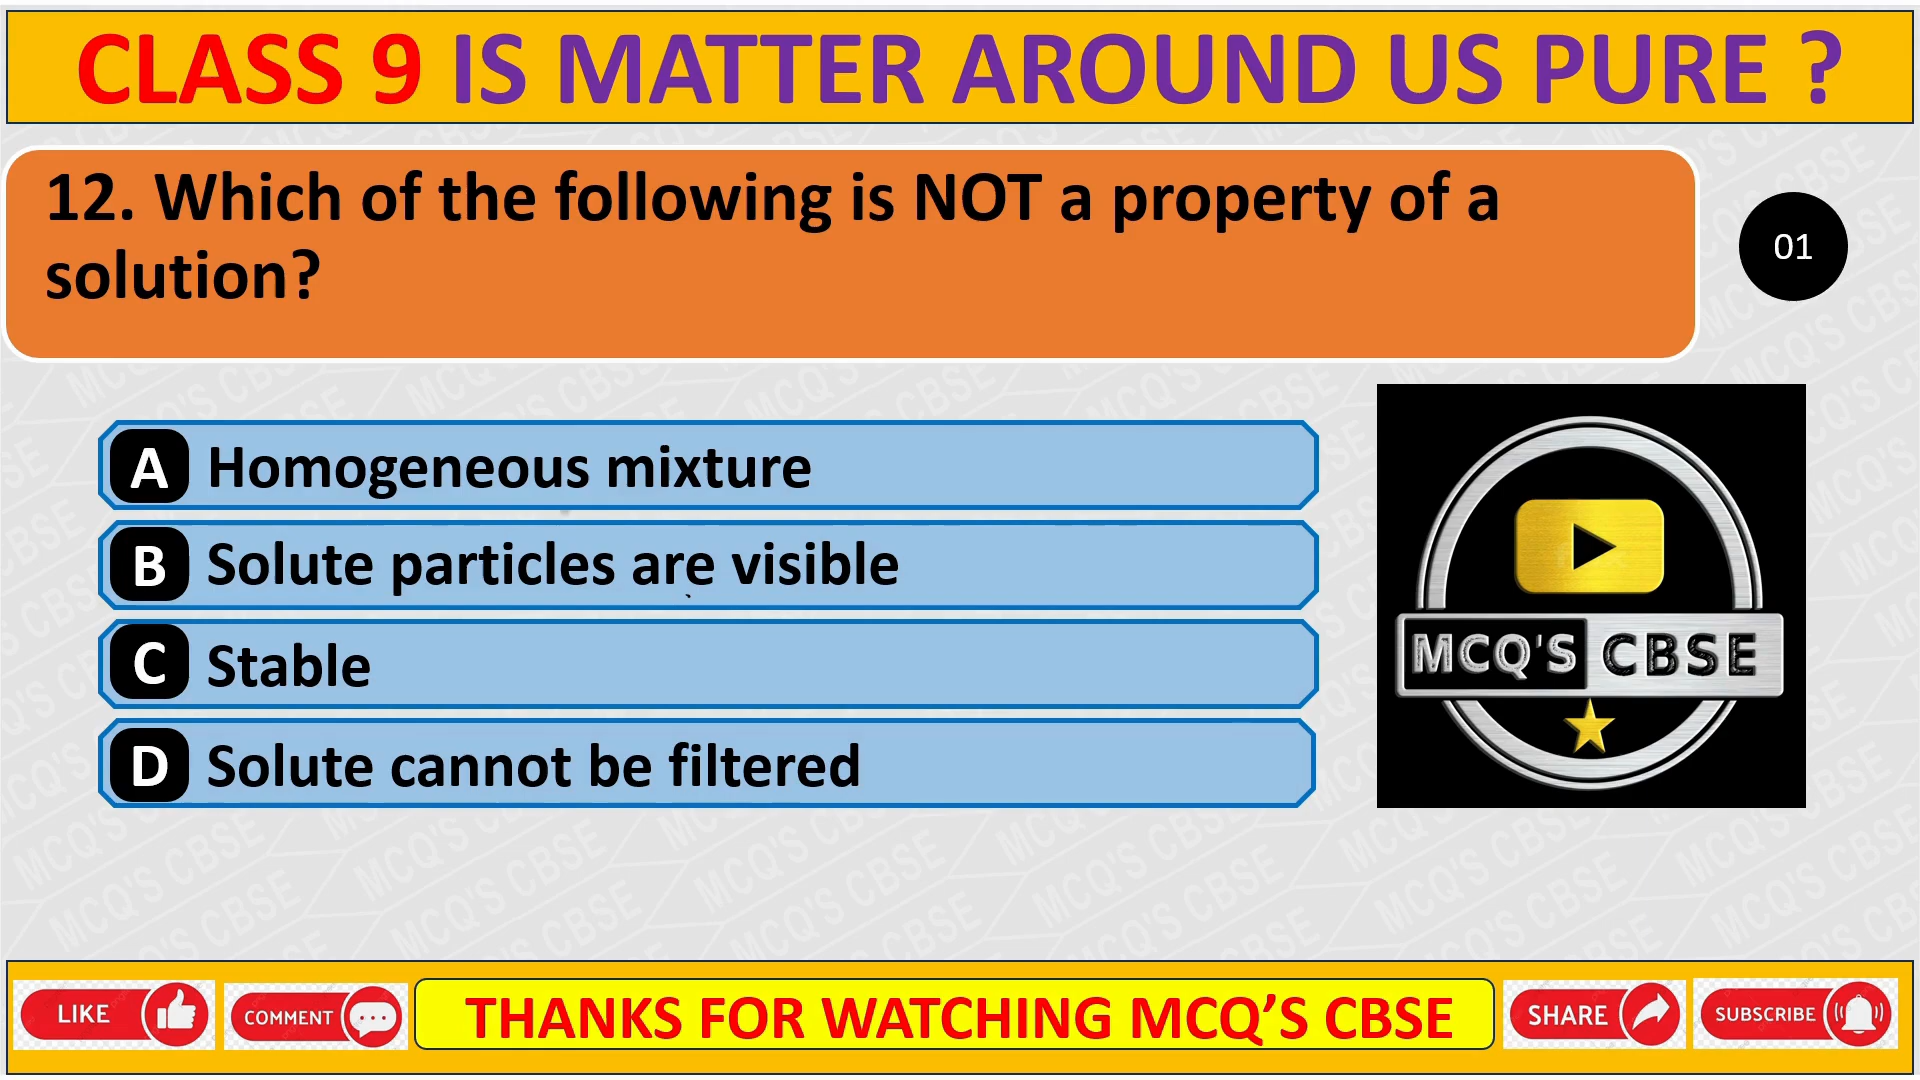 CLASS 9 IS MATTER AROUND US PURE ?
12. Which of the following is NOT a property of a
solution?
01
A Homogeneous mixture
B Solute particles are visible
C Stable
D Solute cannot be filtered
MCQ'S CBSE
LIKE
COMMENT
THANKS FOR WATCHING MCQ’S CBSE
SHARE
SUBSCRIBE